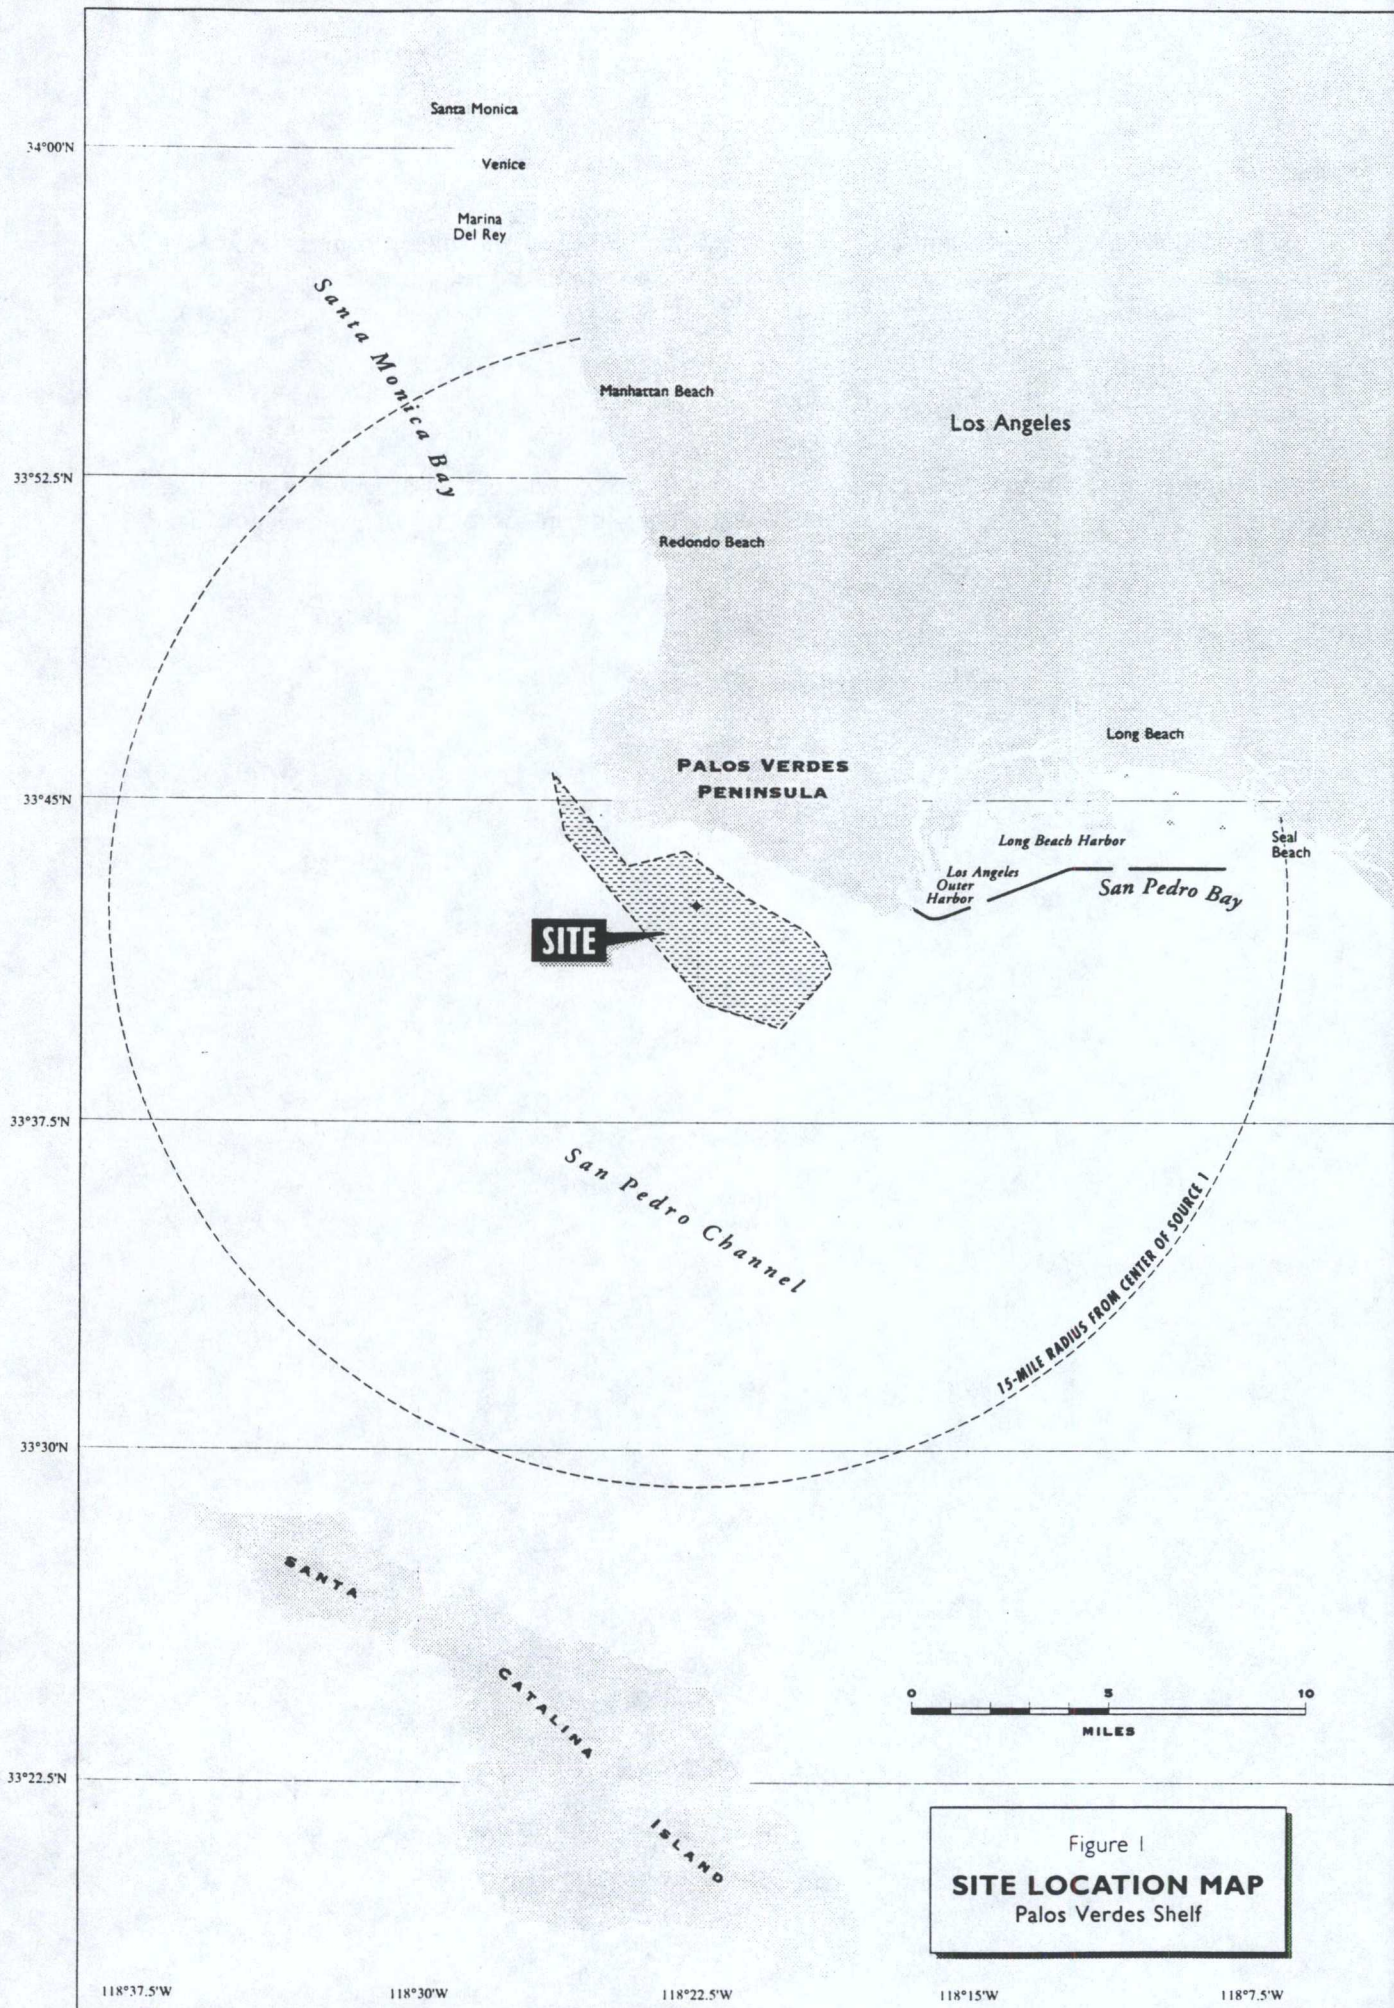 Santa Monica
34°00'N
Venice
Marina
Del Rey
Santa Monica Bay
Manhattan Beach
Los Angeles
33°52.5'N
Redondo Beach
Long Beach
PALOS VERDES
PENINSULA
33°45'N
Long Beach Harbor
Seal
Beach
Los Angeles
Outer
Harbor
San Pedro Bay
SITE
33°37.5'N
San Pedro Channel
15-MILE RADIUS FROM CENTER OF SOURCE 1
33°30'N
SANTA
CATALINA
ISLAND
0 5 10
MILES
33°22.5'N
Figure 1
SITE LOCATION MAP
Palos Verdes Shelf
118°37.5'W 118°30'W 118°22.5'W 118°15'W 118°7.5'W